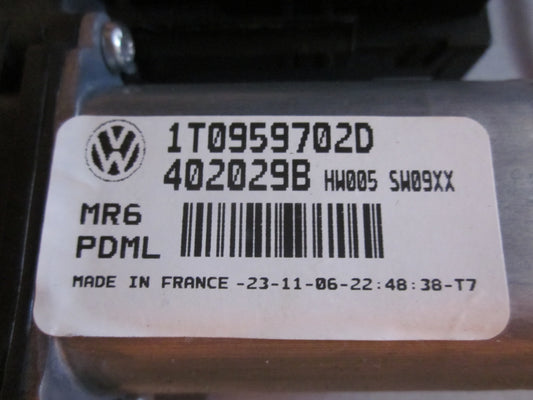 1T0959702D
402029B HW005 SW09XX
MR6
PDML
MADE IN FRANCE -23-11-06-22:48:38-T7